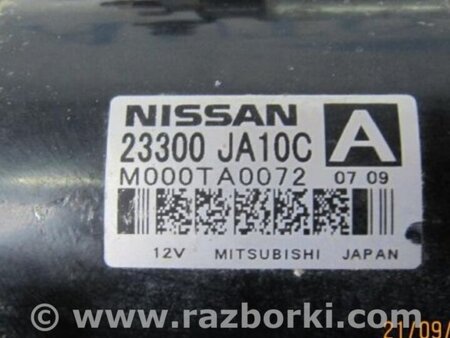 NISSAN
23300 JA10C A
M000TA0072 07 09
12V MITSUBISHI JAPAN
21/09/
© www.razborki.com/